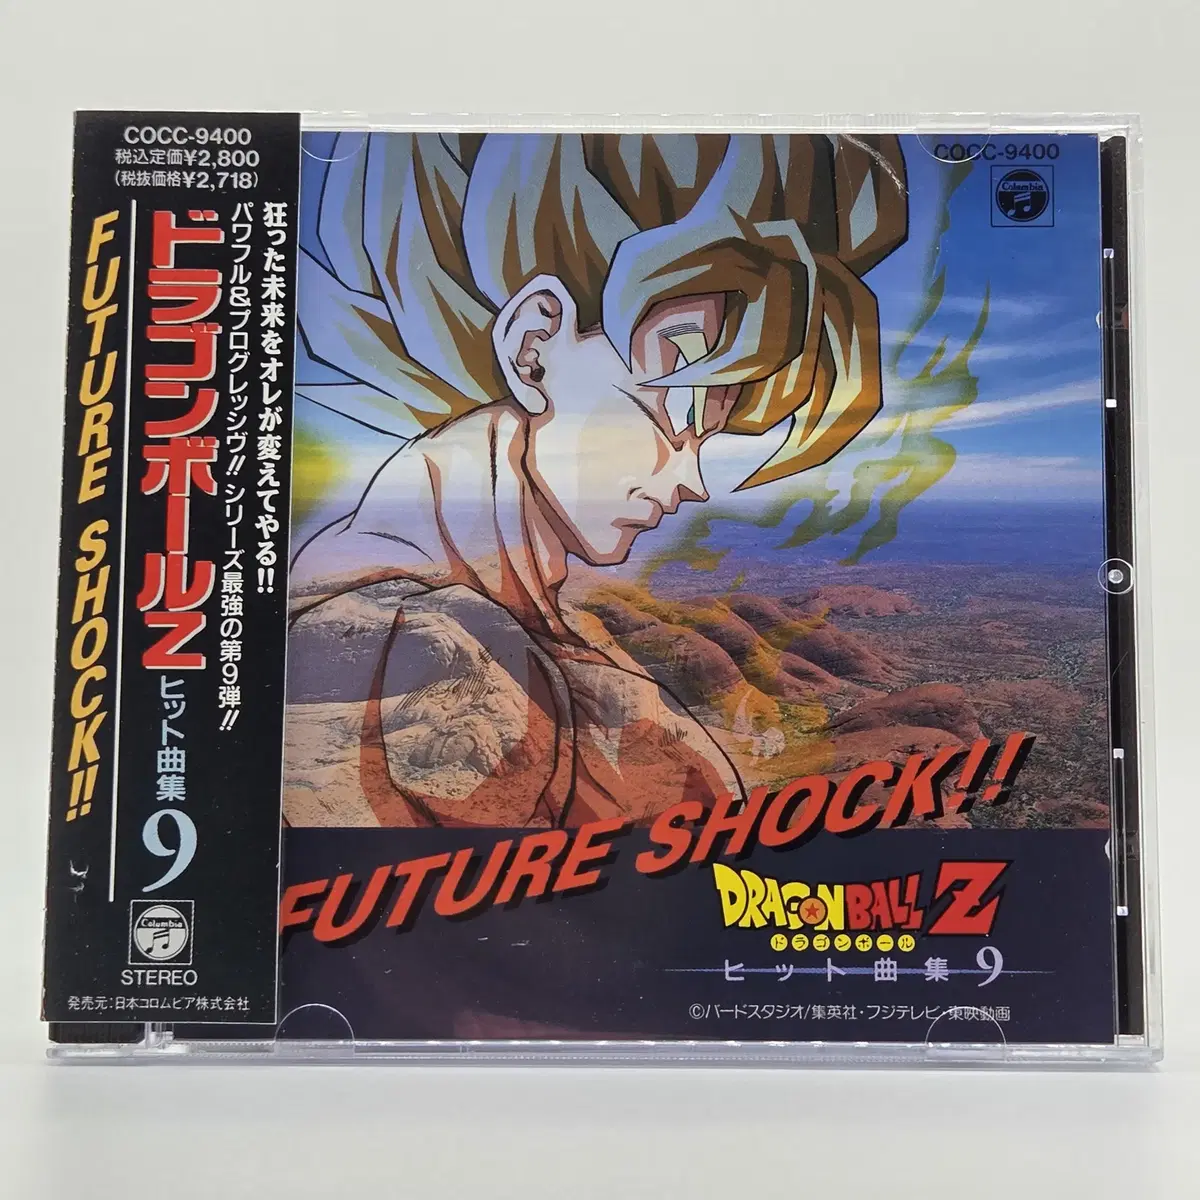 COCC-9400
税込定価¥2,800
(税抜価格¥2,718)
狂った未来をオレが変えてやる!!
パワフル&プログレッシヴ!! シリーズ最強の第9弾!!
ドラゴンボールZ
ヒット曲集
9
FUTURE SHOCK!!
Columbia
STEREO
発売元:日本コロムビア株式会社
COCC-9400
Columbia
FUTURE SHOCK!!
DRAGON BALL Z
ドラゴンボール
ヒット曲集 9
©バードスタジオ/集英社・フジテレビ・東映動画